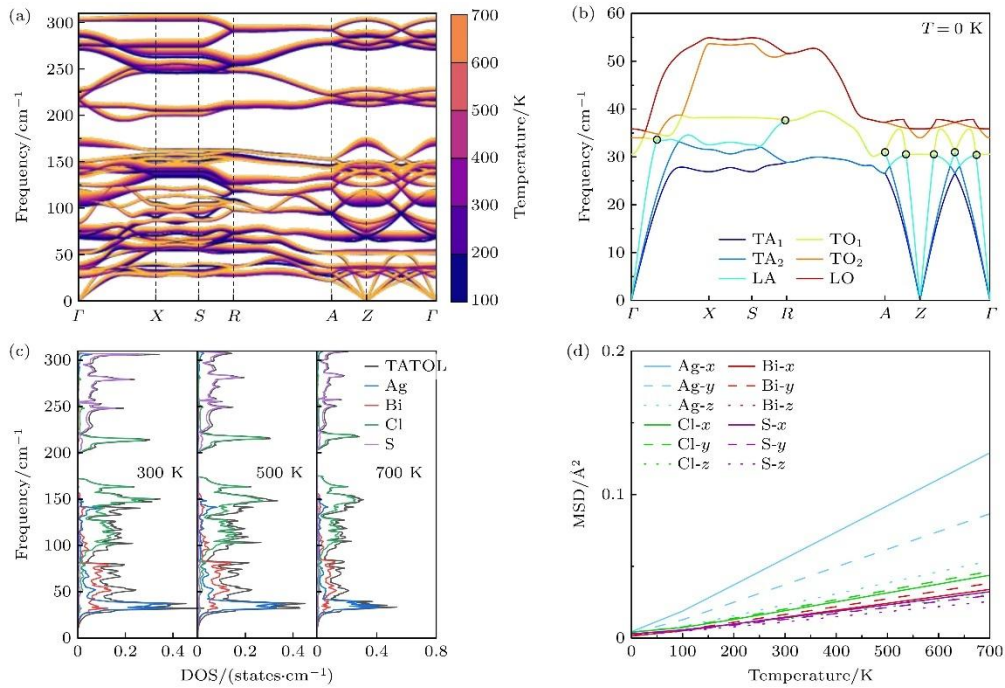 (a)
300
250
200
150
100
50
0
Frequency/cm⁻¹
Γ X S R A Z Γ
700
600
500
400
300
200
100
Temperature/K
(b)
T = 0 K
60
50
40
30
20
10
0
Frequency/cm⁻¹
TA₁ TO₁
TA₂ TO₂
LA LO
Γ X S R A Z Γ
(c)
300
250
200
150
100
50
0
Frequency/cm⁻¹
TATOL
Ag
Bi
Cl
S
300 K 500 K 700 K
0 0.2 0.4 0 0.2 0.4 0 0.4 0.8
DOS/(states·cm⁻¹)
(d)
0.2
0.1
0
MSD/Å²
Ag-x Bi-x
Ag-y Bi-y
Ag-z Bi-z
Cl-x S-x
Cl-y S-y
Cl-z S-z
0 100 200 300 400 500 600 700
Temperature/K